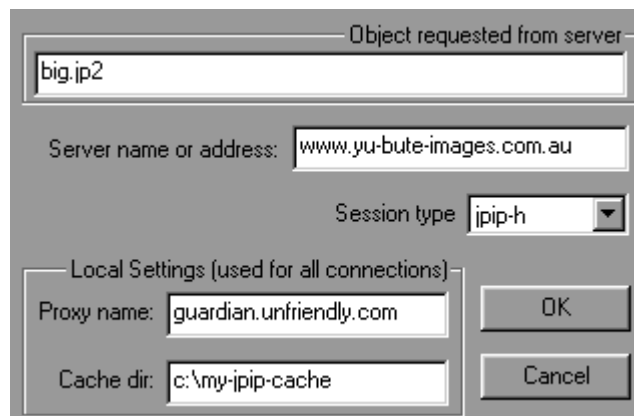 Object requested from server
big.jp2
Server name or address: www.yu-bute-images.com.au
Session type jpip-h
Local Settings (used for all connections)
Proxy name: guardian.unfriendly.com
OK
Cache dir: c:\my-jpip-cache
Cancel